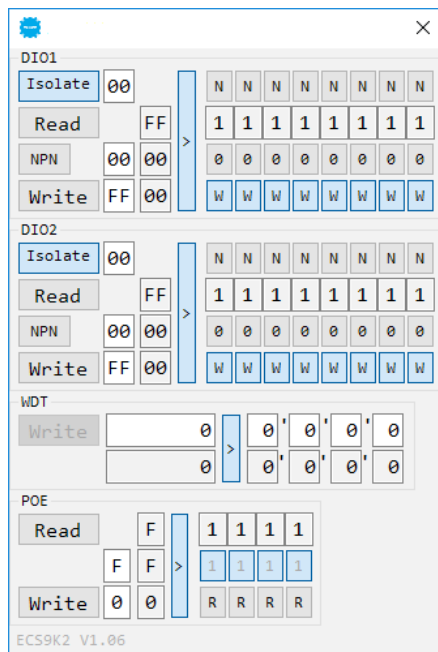 DIO1
Isolate 00 N N N N N N N N
Read FF > 1 1 1 1 1 1 1 1
NPN 00 00 0 0 0 0 0 0 0 0
Write FF 00 W W W W W W W W
DIO2
Isolate 00 N N N N N N N N
Read FF > 1 1 1 1 1 1 1 1
NPN 00 00 0 0 0 0 0 0 0 0
Write FF 00 W W W W W W W W
WDT
Write 0 > 0 ' 0 ' 0 ' 0
0 0 ' 0 ' 0 ' 0
POE
Read F 1 1 1 1
F F > 1 1 1 1
Write 0 0 R R R R
ECS9K2 V1.06